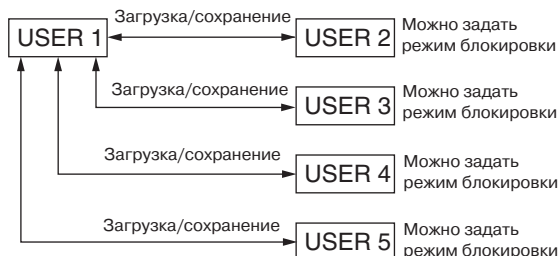 Загрузка/сохранение
USER 1
USER 2
Можно задать
режим блокировки
Загрузка/сохранение
USER 3
Можно задать
режим блокировки
Загрузка/сохранение
USER 4
Можно задать
режим блокировки
Загрузка/сохранение
USER 5
Можно задать
режим блокировки